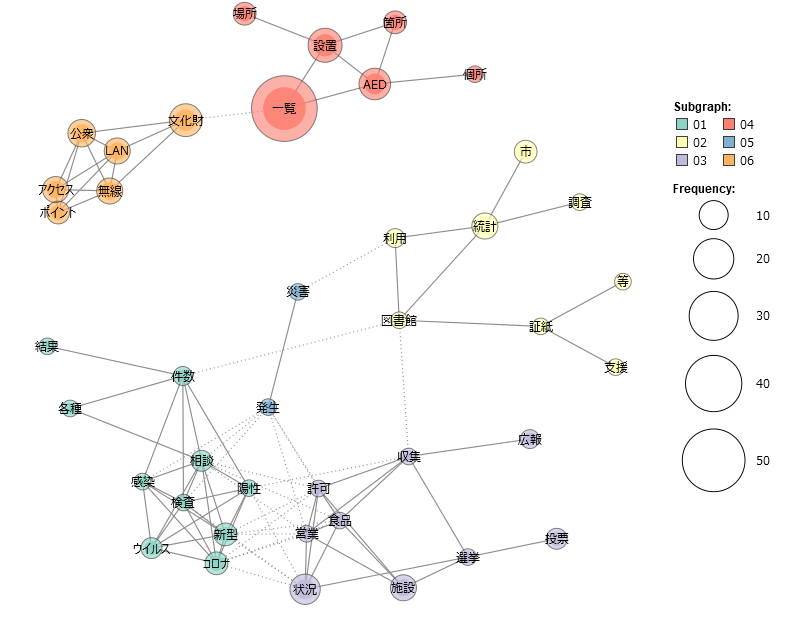 場所
箇所
設置
AED
個所
一覧
文化財
公衆
LAN
アクセス
無線
ポイント
市
調査
利用
統計
災害
等
図書館
証紙
結果
件数
支援
各種
発生
広報
相談
収集
感染
陽性
許可
検査
食品
新型
営業
投票
ウイルス
コロナ
選挙
状況
施設
Subgraph:
01 04
02 05
03 06
Frequency:
10
20
30
40
50